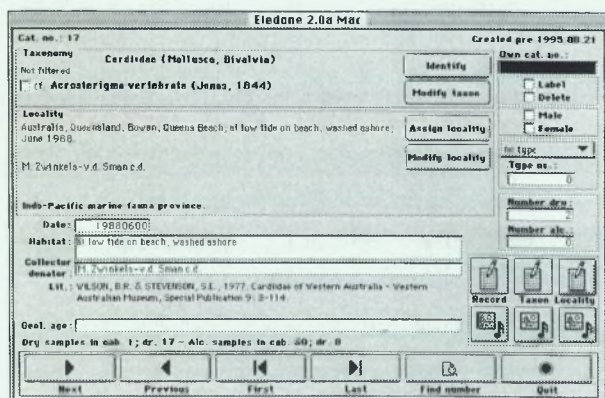 Eledone 2.0a Mac
Cat. no.: 17
Created pre 1995.08.21
Taxonomy
Cardiidae (Mollusca, Bivalvia)
Not filtered
cf. Acrosterigma vertebrata (Jonas, 1844)
Identify
Modify taxon
Own cat. no.:
Label
Delete
Male
Female
Locality
Australia, Queensland, Bowen, Queens Beach; at low tide on beach, washed ashore;
June 1988.
M. Zwinkels-v.d. Sman c.d.
Indo-Pacific marine fauna province.
Assign locality
Modify locality
no type
Type no.:
0
Number dry:
2
Number alc.:
0
Date: 19880600
Habitat: at low tide on beach, washed ashore
Collector
donator: M. Zwinkels-v.d. Sman c.d.
Lit.: WILSON, B.R. & STEVENSON, S.E., 1977. Cardiidae of Western Australia - Western
Australian Museum, Special Publication 9: 3-114.
Record Taxon Locality
Geol. age:
Dry samples in cab. 1; dr. 17 - Alc. samples in cab. 60; dr. 8
Next Previous First Last Find number Quit